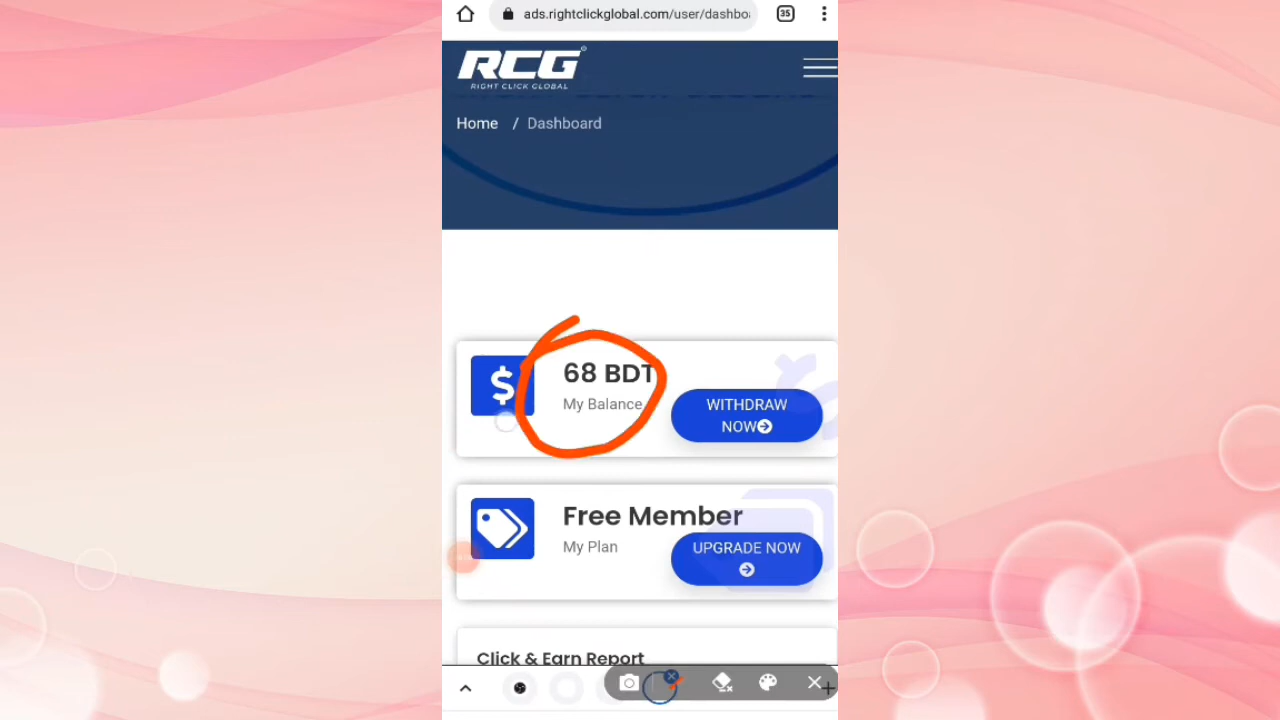 ads.rightclickglobal.com/user/dashboa
35
RCG
RIGHT CLICK GLOBAL
Home / Dashboard
68 BDT
My Balance
WITHDRAW
NOW
Free Member
My Plan
UPGRADE NOW
Click & Earn Report